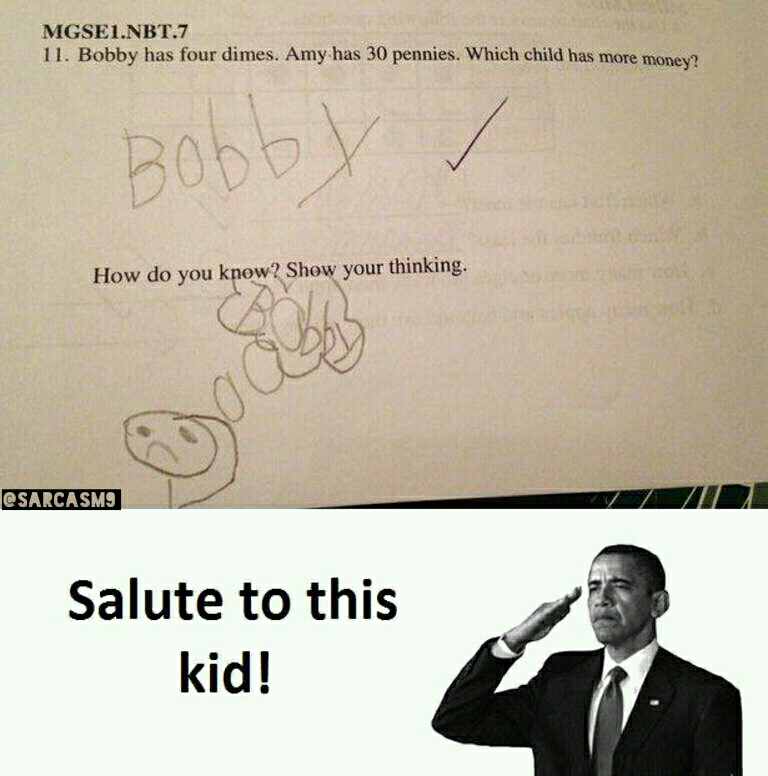 MGSE1.NBT.7
11. Bobby has four dimes. Amy has 30 pennies. Which child has more money?
Bobby
How do you know? Show your thinking.
Bobby
@SARCASM9
Salute to this
kid!